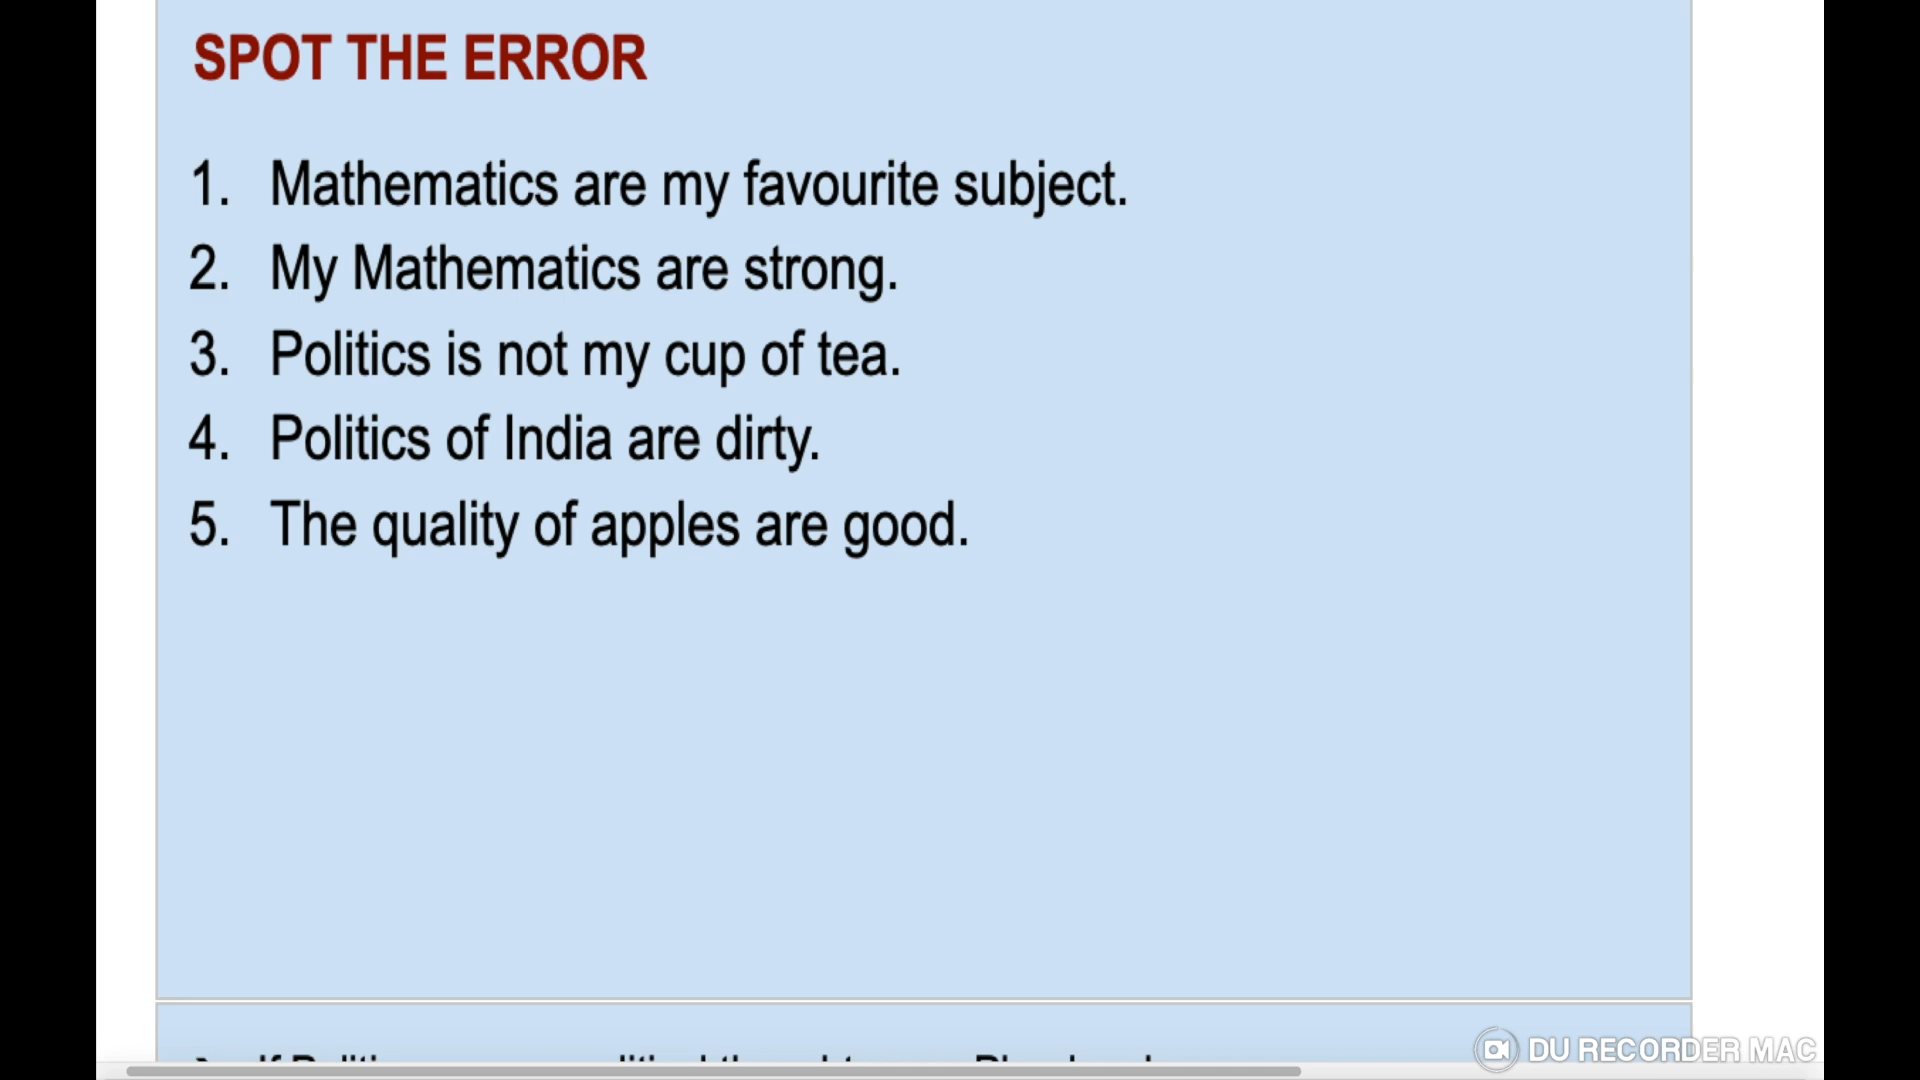 SPOT THE ERROR
1. Mathematics are my favourite subject.
2. My Mathematics are strong.
3. Politics is not my cup of tea.
4. Politics of India are dirty.
5. The quality of apples are good.
DU RECORDER MAC